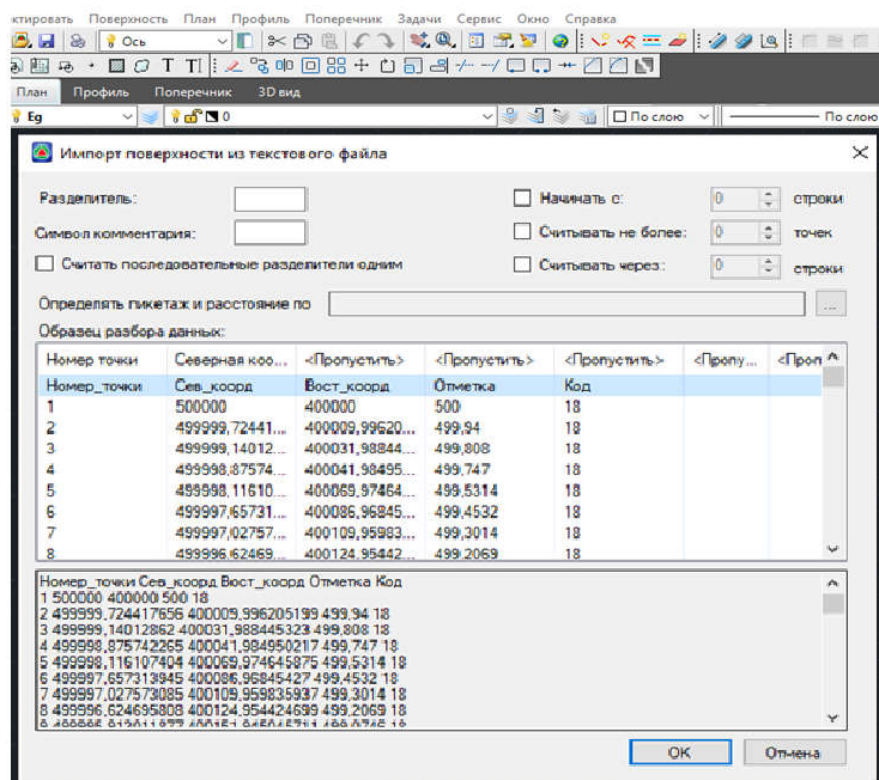 ктировать Поверхность План Профиль Поперечник Задачи Сервис Окно Справка
Ось
План Профиль Поперечник 3D вид
Eg 0 По слою По слою
Импорт поверхности из текстового файла
Разделитель: Начинать с: 0 строки
Символ комментария: Считывать не более: 0 точек
Считать последовательные разделители одним Считывать через: 0 строки
Определять пикетаж и расстояние по ...
Образец разбора данных:
Номер точки Северная коо... <Пропустить> <Пропустить> <Пропустить> <Пропу... <Проп
Номер_точки Сев_коорд Вост_коорд Отметка Код
1 500000 400000 500 18
2 499999,72441... 400009,99620... 499,94 18
3 499999,14012... 400031,98844... 499,808 18
4 499998,87574... 400041,98495... 499,747 18
5 499998,11610... 400069,97464... 499,5314 18
6 499997,65731... 400086,96845... 499,4532 18
7 499997,02757... 400109,95983... 499,3014 18
8 499996,62469... 400124,95442... 499,2069 18
Номер_точки Сев_коорд Вост_коорд Отметка Код
1 500000 400000 500 18
2 499999,724417656 400009,996205199 499,94 18
3 499999,14012862 400031,988445323 499,808 18
4 499998,875742265 400041,984950217 499,747 18
5 499998,116107404 400069,974645875 499,5314 18
6 499997,657313945 400086,96845427 499,4532 18
7 499997,027573085 400109,959835937 499,3014 18
8 499996,624695808 400124,954424699 499,2069 18
OK Отмена